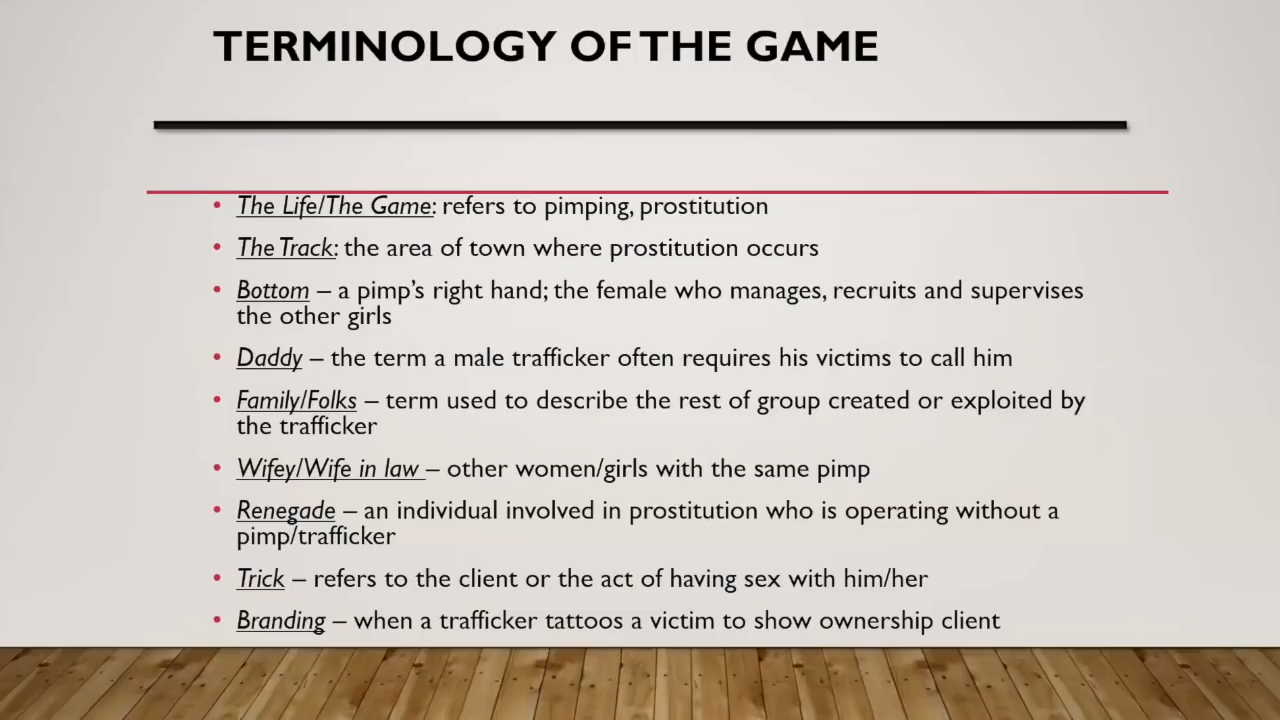 TERMINOLOGY OF THE GAME
• The Life/The Game: refers to pimping, prostitution
• The Track: the area of town where prostitution occurs
• Bottom – a pimp’s right hand; the female who manages, recruits and supervises
the other girls
• Daddy – the term a male trafficker often requires his victims to call him
• Family/Folks – term used to describe the rest of group created or exploited by
the trafficker
• Wifey/Wife in law – other women/girls with the same pimp
• Renegade – an individual involved in prostitution who is operating without a
pimp/trafficker
• Trick – refers to the client or the act of having sex with him/her
• Branding – when a trafficker tattoos a victim to show ownership client